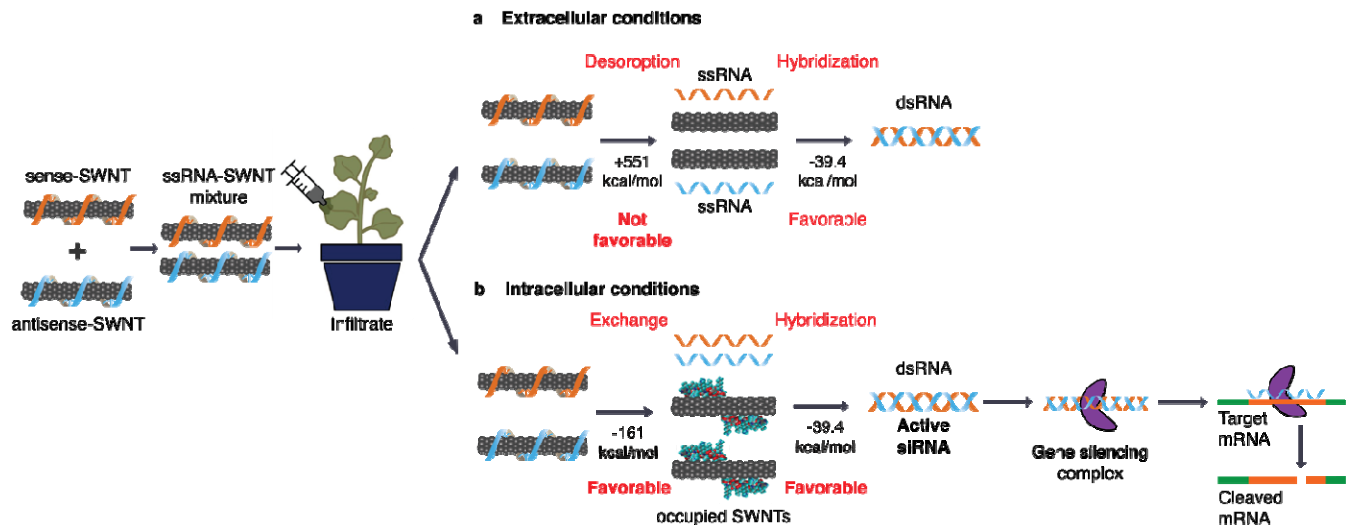 a Extracellular conditions
Desoroption
ssRNA
Hybridization
dsRNA
+551
kcal/mol
-39.4
kcal/mol
ssRNA
Not
favorable
Favorable
sense-SWNT
ssRNA-SWNT
mixture
+
antisense-SWNT
Infiltrate
b Intracellular conditions
Exchange
Hybridization
dsRNA
-161
kcal/mol
-39.4
kcal/mol
Active
siRNA
Favorable
Favorable
occupied SWNTs
Gene silencing
complex
Target
mRNA
Cleaved
mRNA